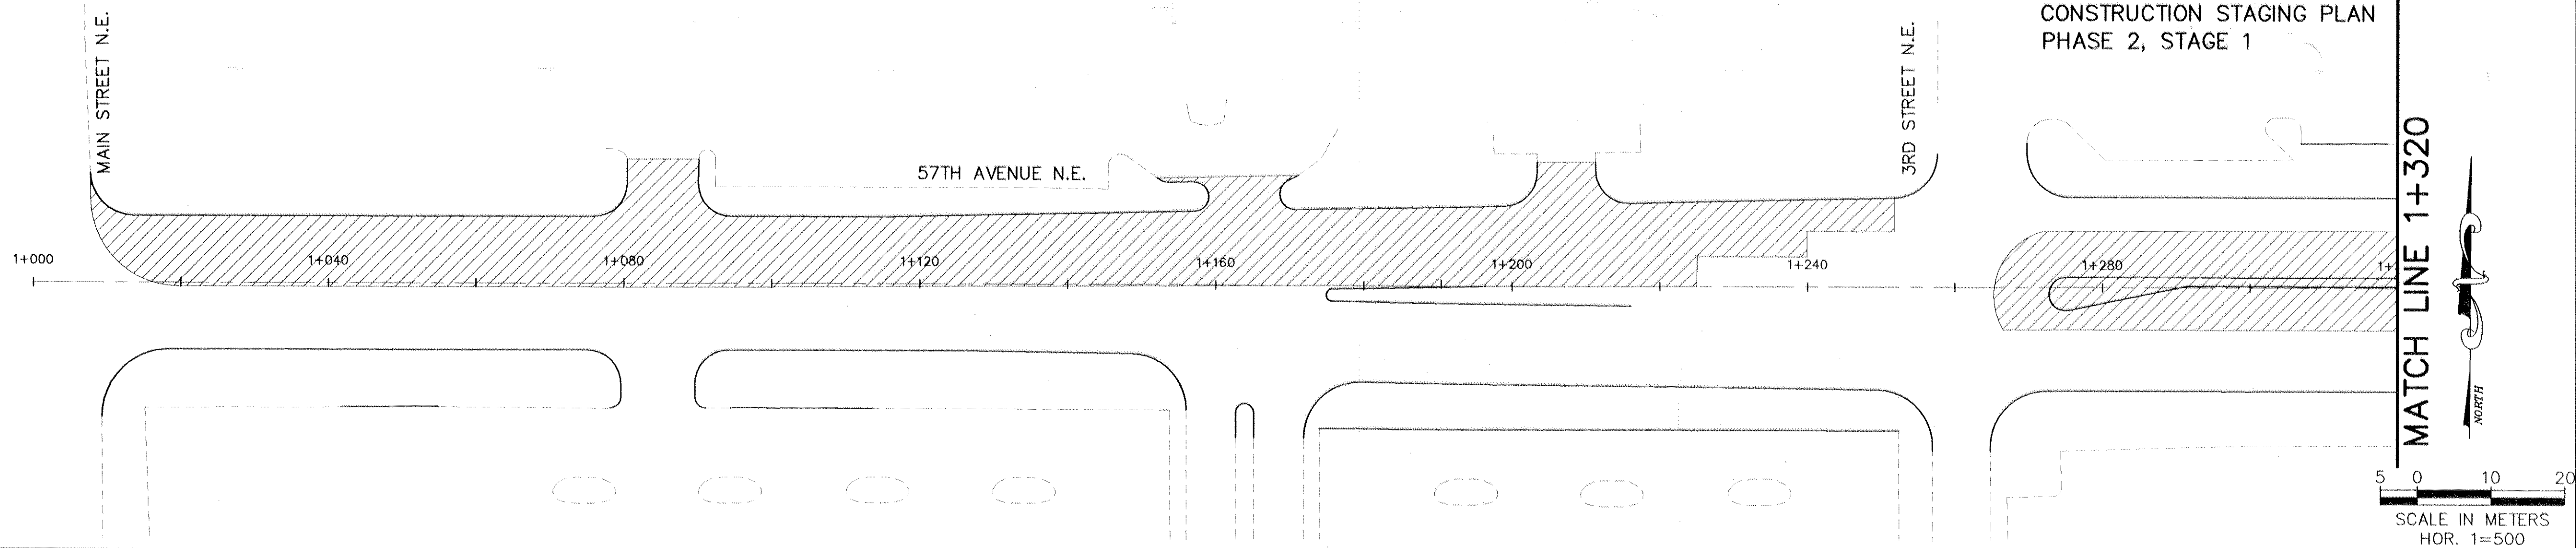 CONSTRUCTION STAGING PLAN
PHASE 2, STAGE 1
MAIN STREET N.E.
3RD STREET N.E.
57TH AVENUE N.E.
1+000
1+040
1+080
1+120
1+160
1+200
1+240
1+280
1+
MATCH LINE 1+320
NORTH
5 0 10 20
SCALE IN METERS
HOR. 1=500